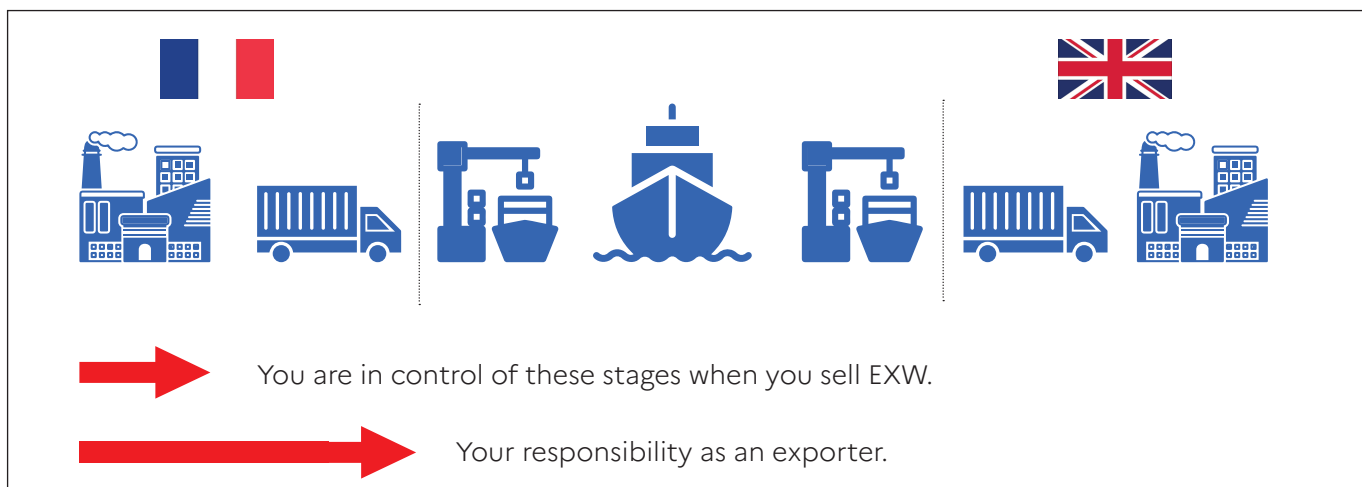 You are in control of these stages when you sell EXW.
Your responsibility as an exporter.